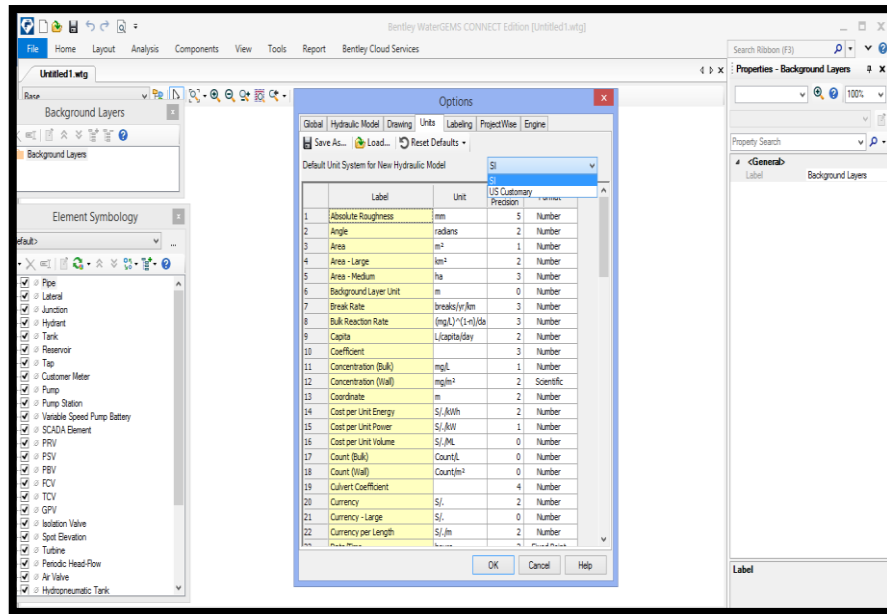 Bentley WaterGEMS CONNECT Edition [Untitled1.wtg]
File Home Layout Analysis Components View Tools Report Bentley Cloud Services
Search Ribbon (F3)
Untitled1.wtg
Properties - Background Layers
Base
100%
Background Layers
Background Layers
Property Search
<General>
Label Background Layers
Element Symbology
efault>
...
Pipe
Lateral
Junction
Hydrant
Tank
Reservoir
Tap
Customer Meter
Pump
Pump Station
Variable Speed Pump Battery
SCADA Element
PRV
PSV
PBV
FCV
TCV
GPV
Isolation Valve
Spot Elevation
Turbine
Periodic Head-Flow
Air Valve
Hydropneumatic Tank
Options
Global Hydraulic Model Drawing Units Labeling ProjectWise Engine
Save As... Load... Reset Defaults
Default Unit System for New Hydraulic Model SI
SI
US Customary
Label Unit Precision Format
1 Absolute Roughness mm 5 Number
2 Angle radians 2 Number
3 Area m² 1 Number
4 Area - Large km² 2 Number
5 Area - Medium ha 3 Number
6 Background Layer Unit m 0 Number
7 Break Rate breaks/yr/km 3 Number
8 Bulk Reaction Rate (mg/L)^(1-n)/da 3 Number
9 Capita L/capita/day 2 Number
10 Coefficient 3 Number
11 Concentration (Bulk) mg/L 1 Number
12 Concentration (Wall) mg/m² 2 Scientific
13 Coordinate m 2 Number
14 Cost per Unit Energy S/./kWh 2 Number
15 Cost per Unit Power S/./kW 1 Number
16 Cost per Unit Volume S/./ML 0 Number
17 Count (Bulk) Count/L 0 Number
18 Count (Wall) Count/m² 0 Number
19 Culvert Coefficient 4 Number
20 Currency S/. 2 Number
21 Currency - Large S/. 0 Number
22 Currency per Length S/./m 2 Number
OK Cancel Help
Label